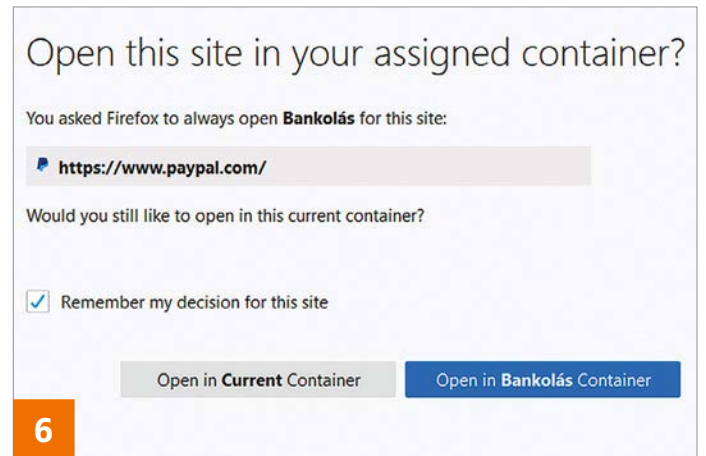 Open this site in your assigned container?
You asked Firefox to always open Bankolás for this site:
https://www.paypal.com/
Would you still like to open in this current container?
Remember my decision for this site
Open in Current Container
Open in Bankolás Container
6